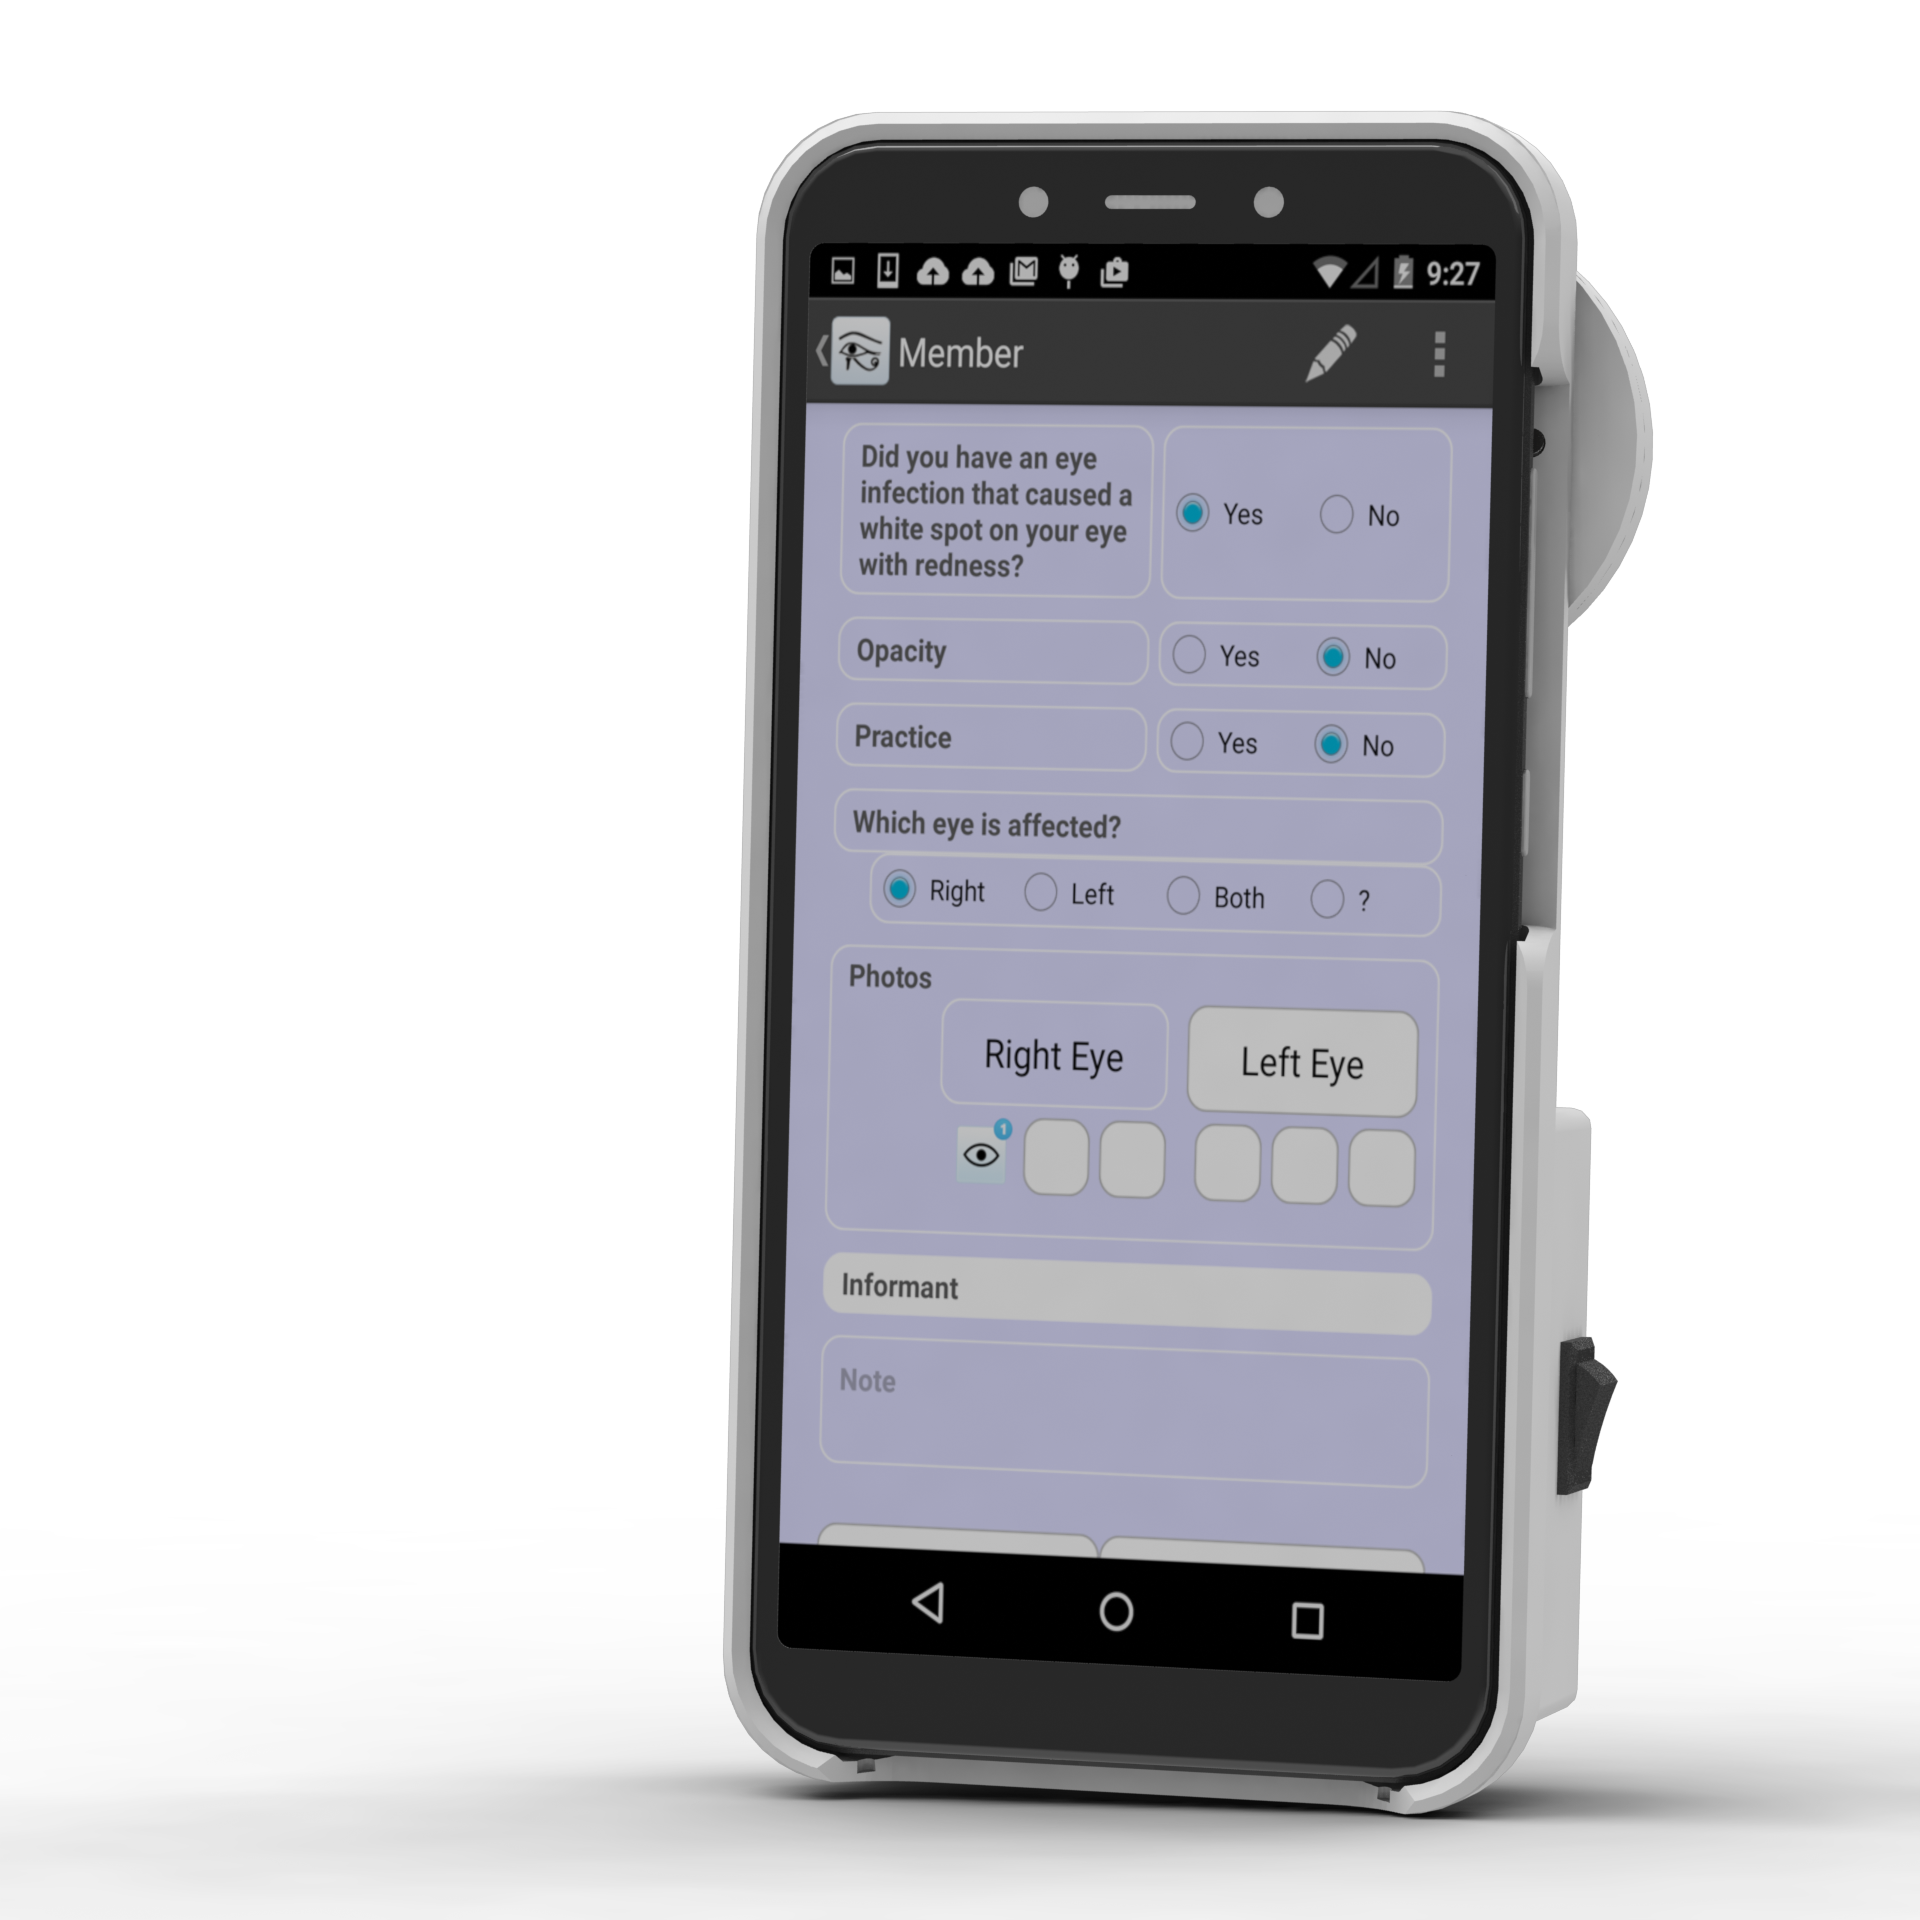 9:27
Member
Did you have an eye
infection that caused a
white spot on your eye
with redness?
Yes No
Opacity
Yes No
Practice
Yes No
Which eye is affected?
Right Left Both ?
Photos
Right Eye Left Eye
1
Informant
Note